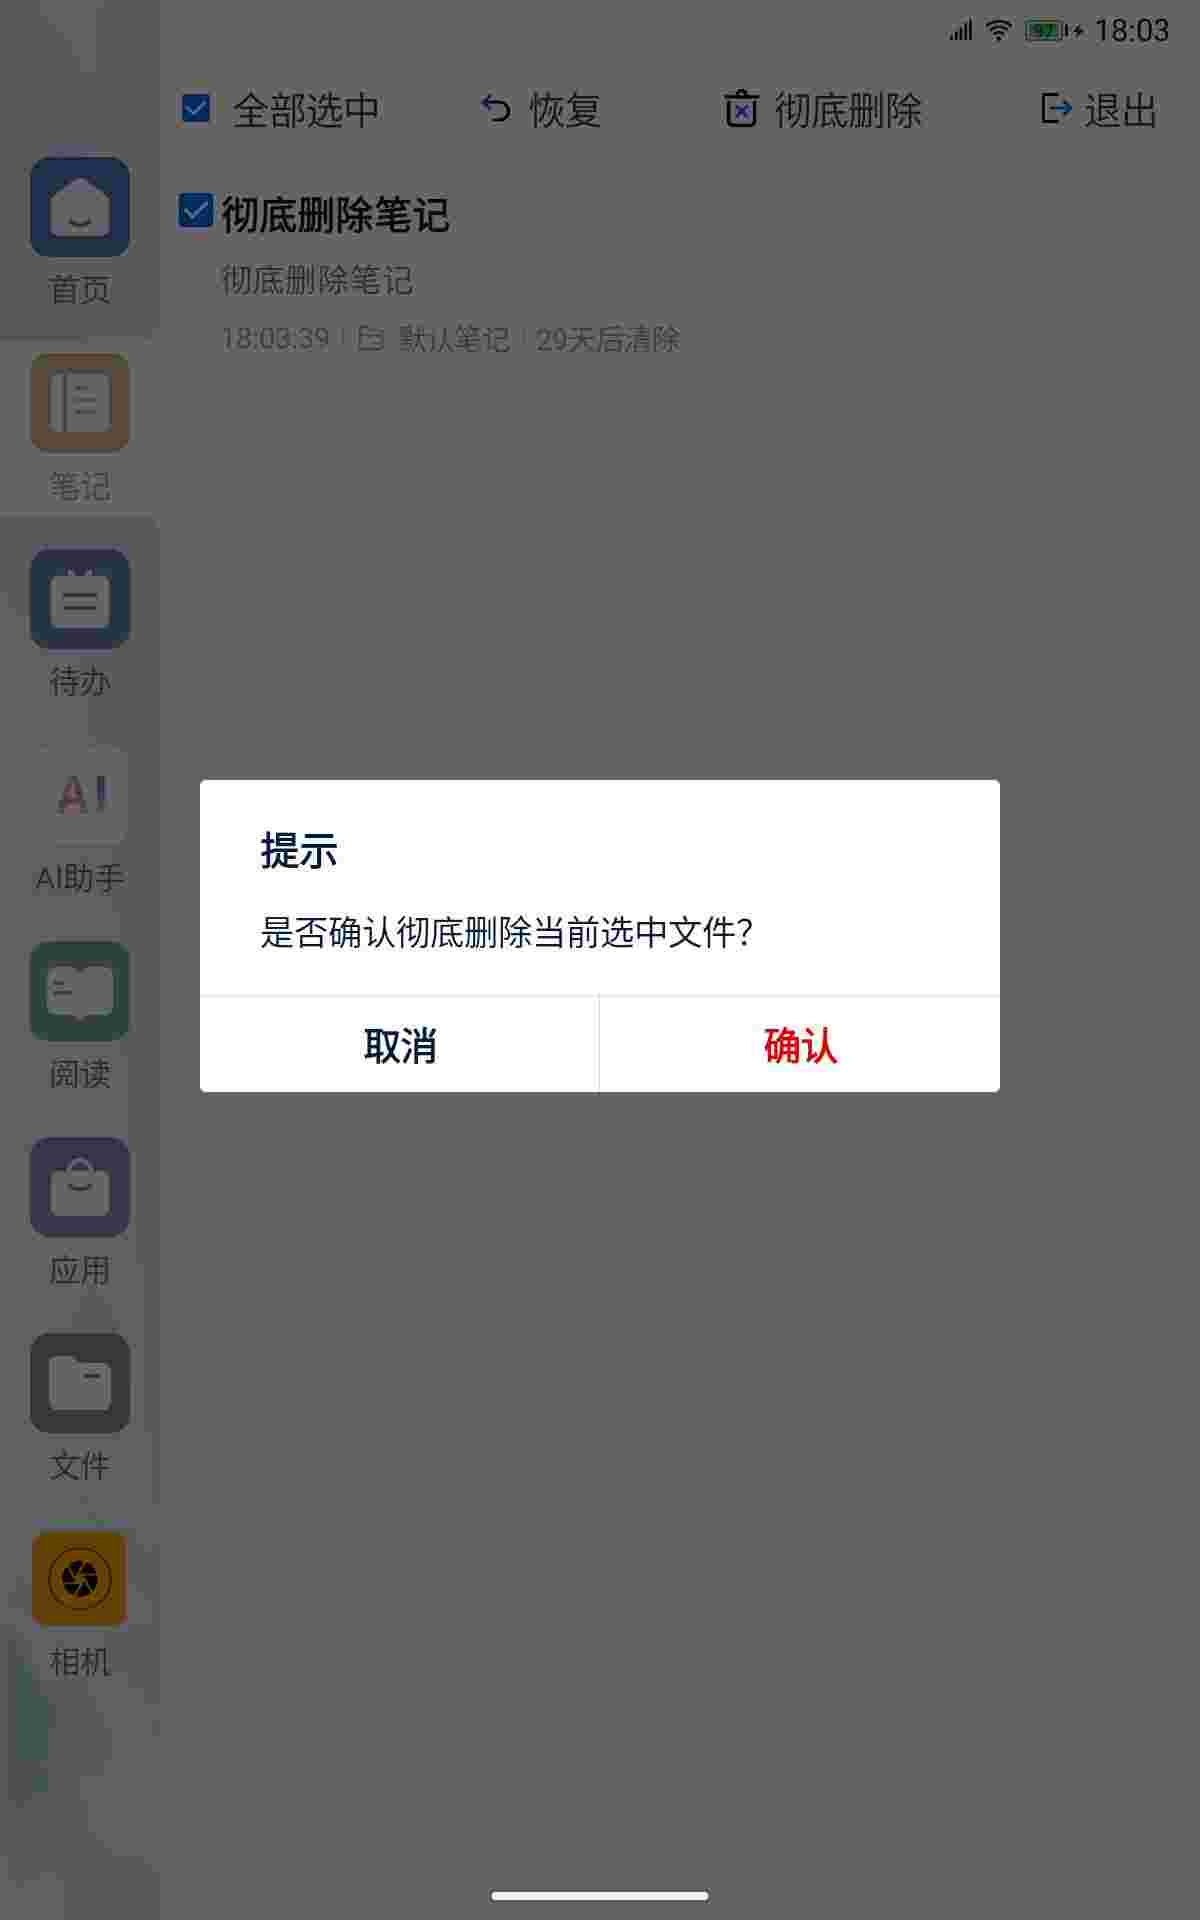 97 18:03
全部选中 恢复 彻底删除 退出
彻底删除笔记
彻底删除笔记
18:03:39 默认笔记 29天后清除
首页
笔记
待办
AI
AI助手
阅读
应用
文件
相机
提示
是否确认彻底删除当前选中文件?
取消 确认